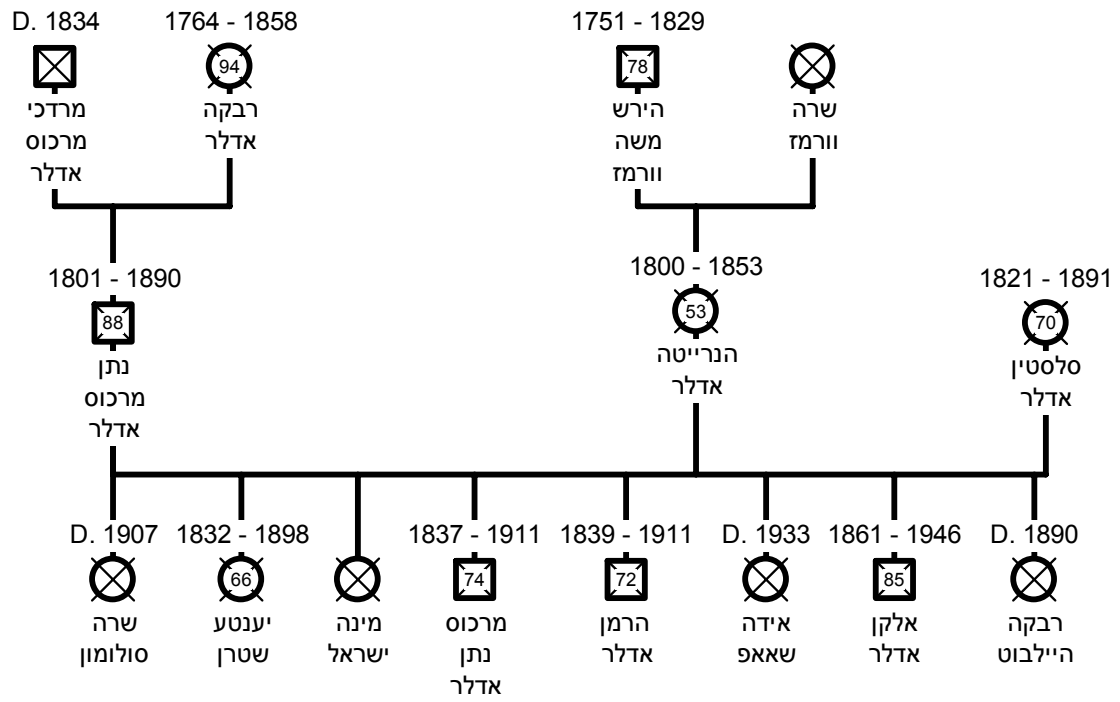 D. 1834
94
1764 - 1858
78
1751 - 1829
מרדכי
מרכוס
אדלר
רבקה
אדלר
הירש
משה
וורמז
שרה
וורמז
1801 - 1890
88
נתן
מרכוס
אדלר
1800 - 1853
53
הנרייטה
אדלר
1821 - 1891
70
סלסטין
אדלר
D. 1907
שרה
סולומון
1832 - 1898
66
יענטע
שטרן
מינה
ישראל
1837 - 1911
74
מרכוס
נתן
אדלר
1839 - 1911
72
הרמן
אדלר
D. 1933
אידה
שאאפ
1861 - 1946
85
אלקן
אדלר
D. 1890
רבקה
היילבוט